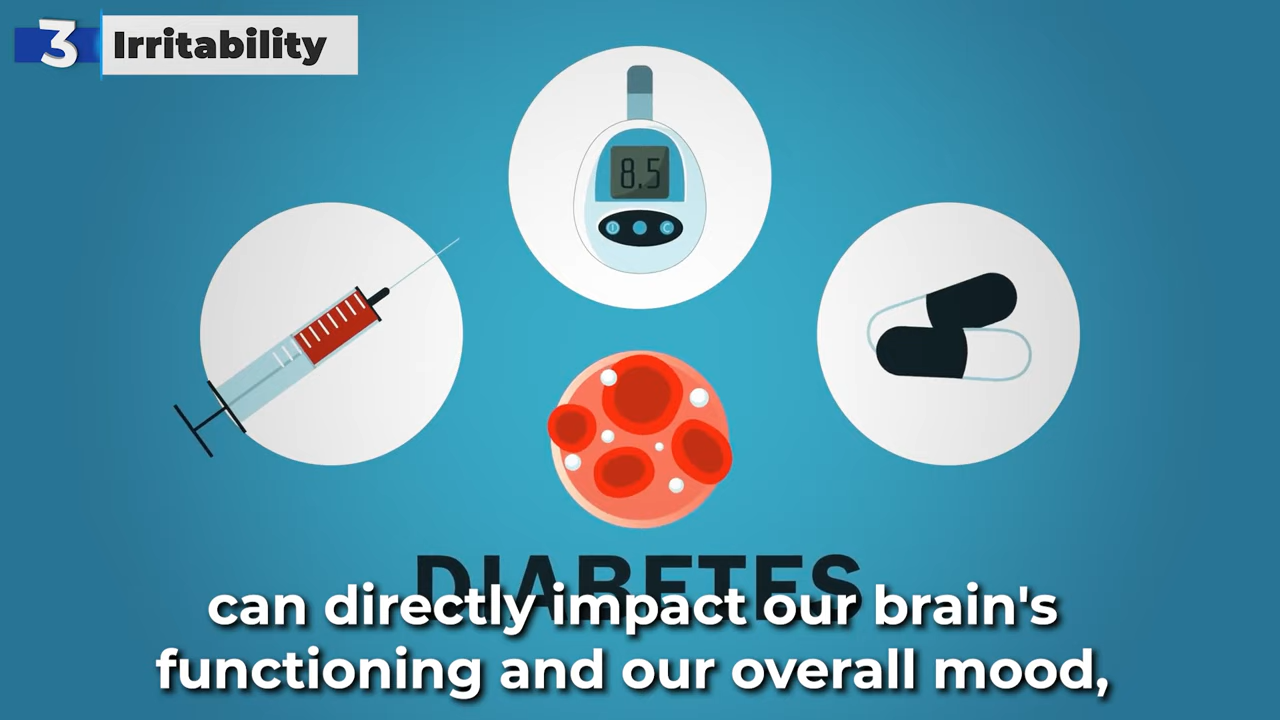 3
Irritability
8.5
DIABETES
can directly impact our brain's
functioning and our overall mood,